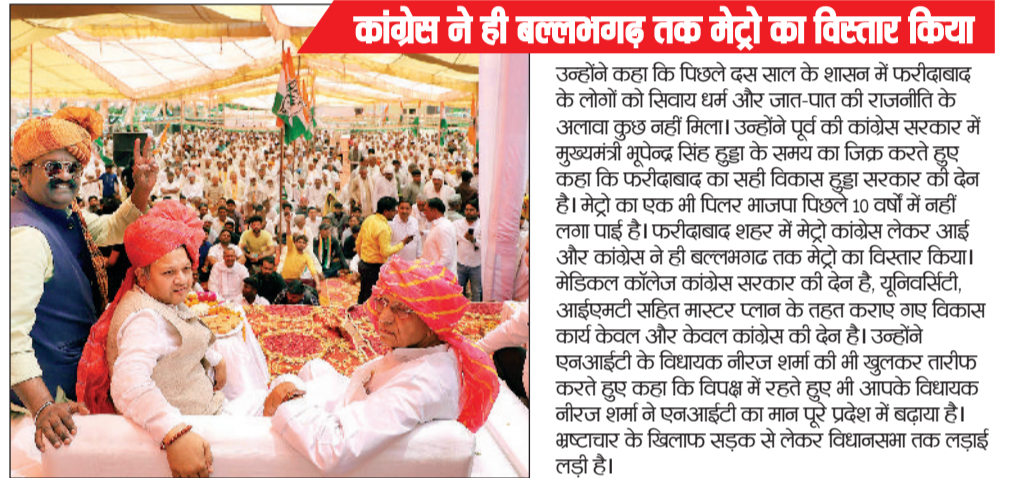 कांग्रेस ने ही बल्लभगढ़ तक मेट्रो का विस्तार किया
उन्होंने कहा कि पिछले दस साल के शासन में फरीदाबाद
के लोगों को सिवाय धर्म और जात-पात की राजनीति के
अलावा कुछ नहीं मिला। उन्होंने पूर्व की कांग्रेस सरकार में
मुख्यमंत्री भूपेन्द्र सिंह हुड्डा के समय का जिक्र करते हुए
कहा कि फरीदाबाद का सही विकास हुड्डा सरकार की देन
है। मेट्रो का एक भी पिलर भाजपा पिछले 10 वर्षों में नहीं
लगा पाई है। फरीदाबाद शहर में मेट्रो कांग्रेस लेकर आई
और कांग्रेस ने ही बल्लभगढ तक मेट्रो का विस्तार किया।
मेडिकल कॉलेज कांग्रेस सरकार की देन है, यूनिवर्सिटी,
आईएमटी सहित मास्टर प्लान के तहत कराए गए विकास
कार्य केवल और केवल कांग्रेस की देन है। उन्होंने
एनआईटी के विधायक नीरज शर्मा की भी खुलकर तारीफ
करते हुए कहा कि विपक्ष में रहते हुए भी आपके विधायक
नीरज शर्मा ने एनआईटी का मान पूरे प्रदेश में बढ़ाया है।
भ्रष्टाचार के खिलाफ सड़क से लेकर विधानसभा तक लड़ाई
लड़ी है।